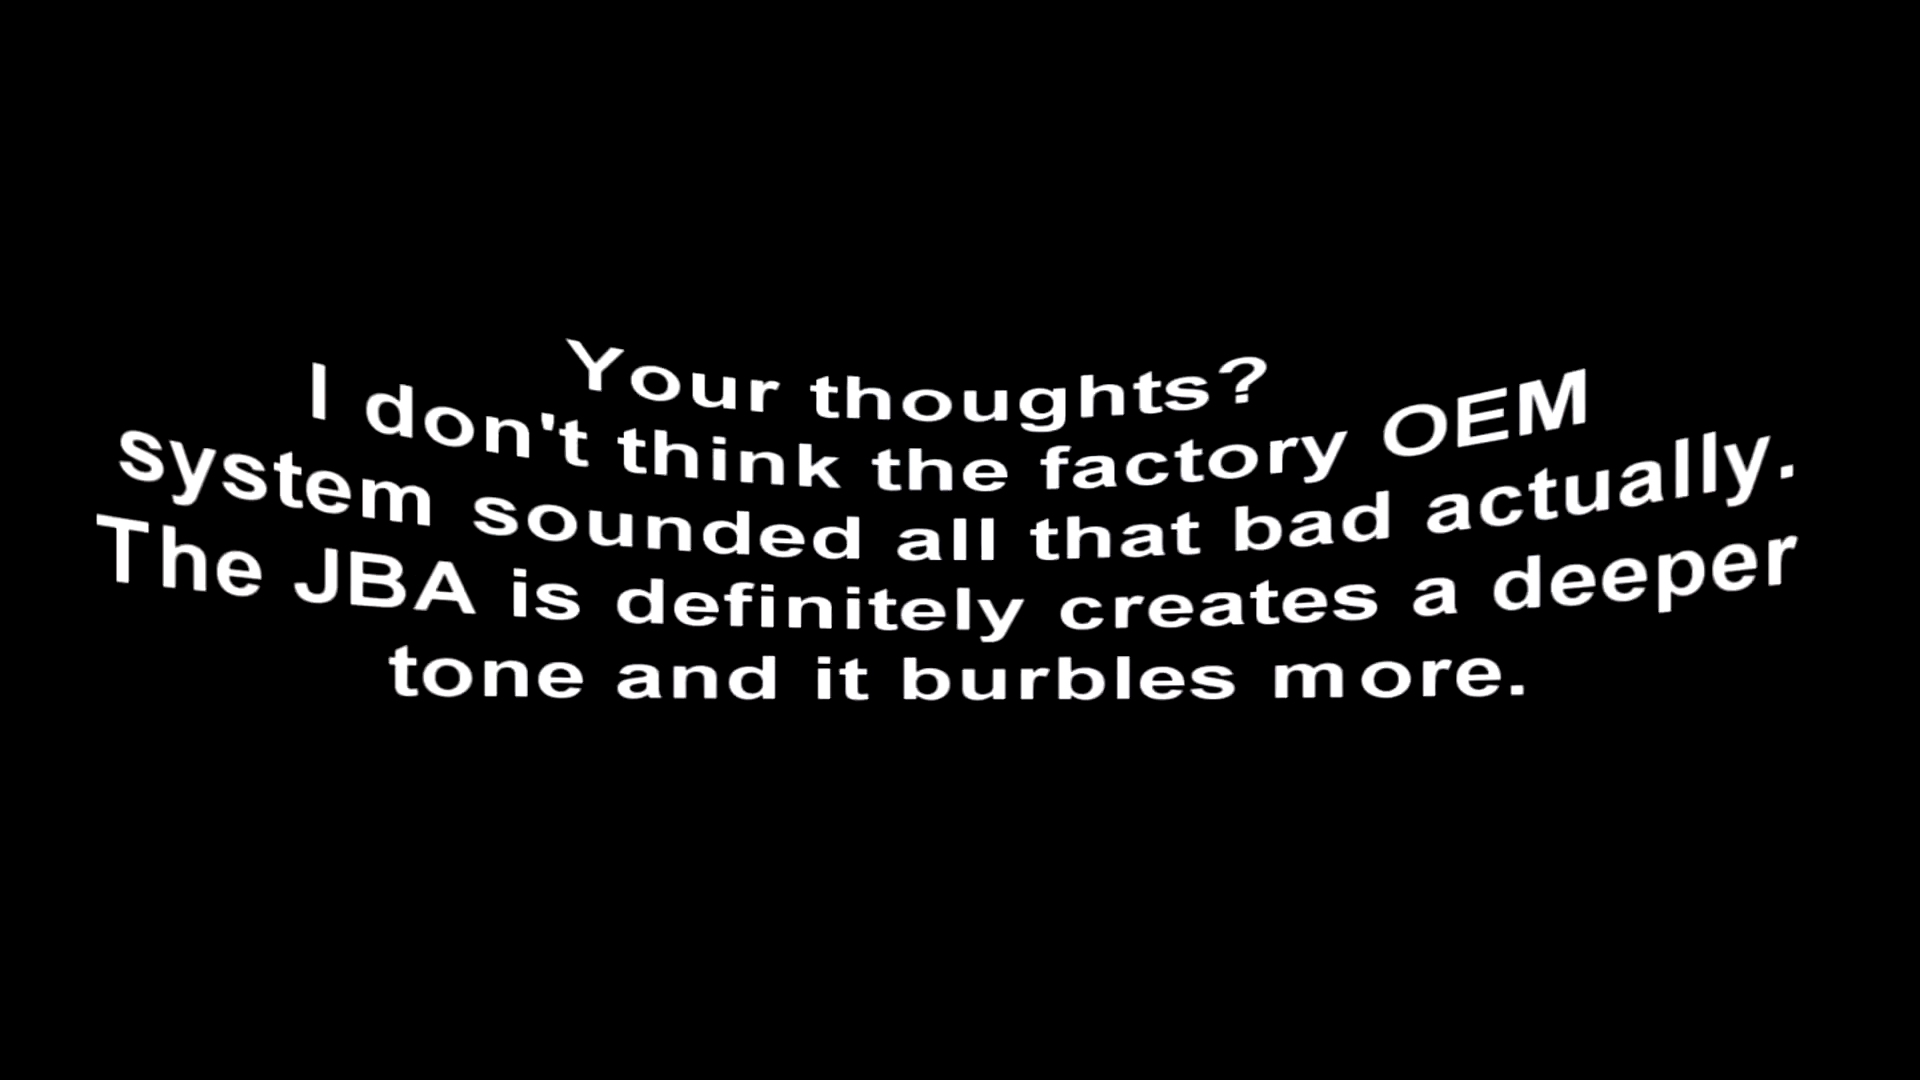 Your thoughts?
I don't think the factory OEM
system sounded all that bad actually.
The JBA is definitely creates a deeper
tone and it burbles more.